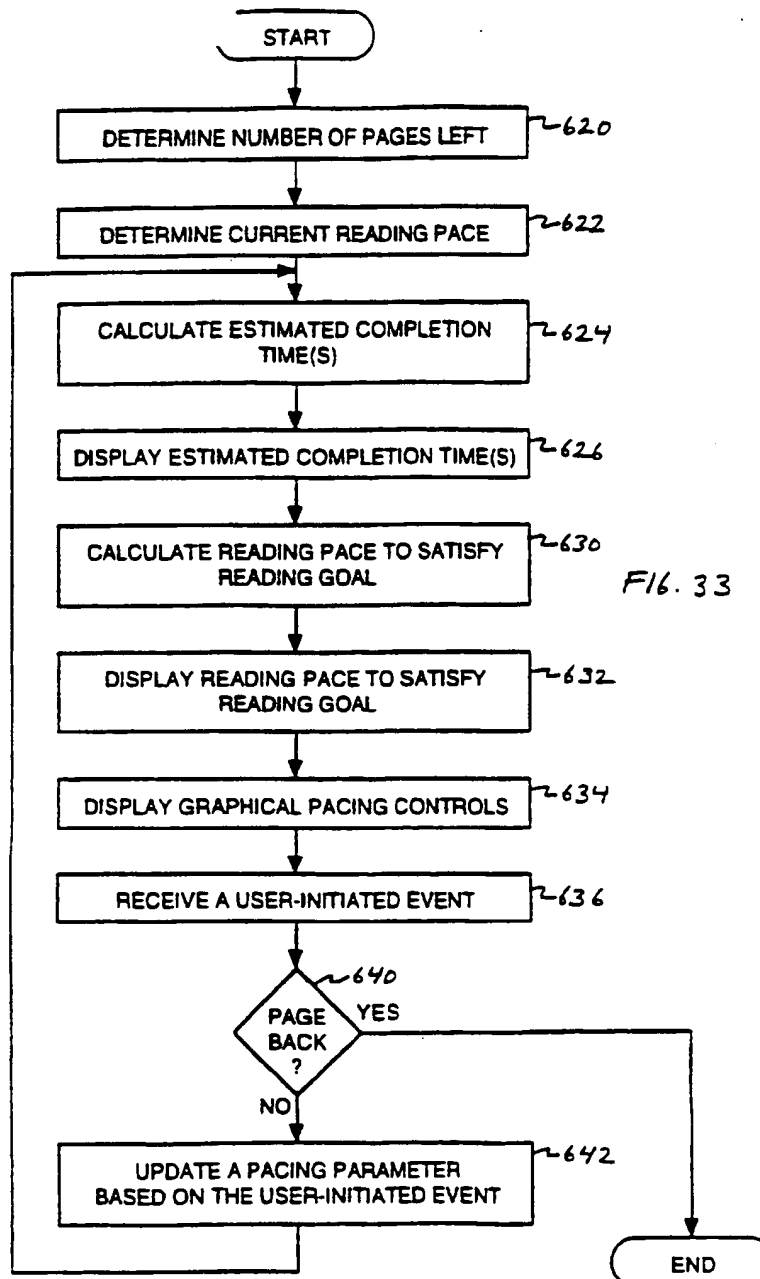 START
DETERMINE NUMBER OF PAGES LEFT
620
DETERMINE CURRENT READING PACE
622
CALCULATE ESTIMATED COMPLETION
TIME(S)
624
DISPLAY ESTIMATED COMPLETION TIME(S)
626
CALCULATE READING PACE TO SATISFY
READING GOAL
630
FIG. 33
DISPLAY READING PACE TO SATISFY
READING GOAL
632
DISPLAY GRAPHICAL PACING CONTROLS
634
RECEIVE A USER-INITIATED EVENT
636
640
PAGE
BACK
?
YES
NO
UPDATE A PACING PARAMETER
BASED ON THE USER-INITIATED EVENT
642
END